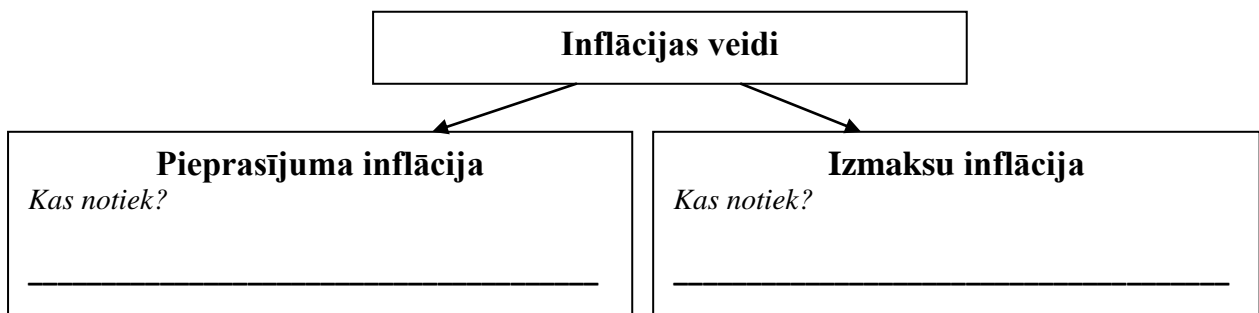 Inflācijas veidi
Pieprasījuma inflācija
Kas notiek?
Izmaksu inflācija
Kas notiek?